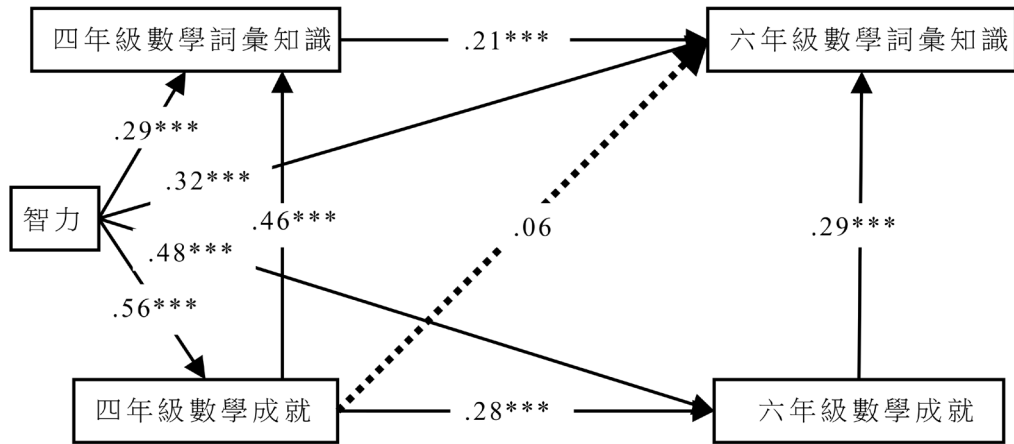 四年級數學詞彙知識
.21***
六年級數學詞彙知識
.29***
.32***
智力
.46***
.06
.29***
.48***
.56***
四年級數學成就
.28***
六年級數學成就